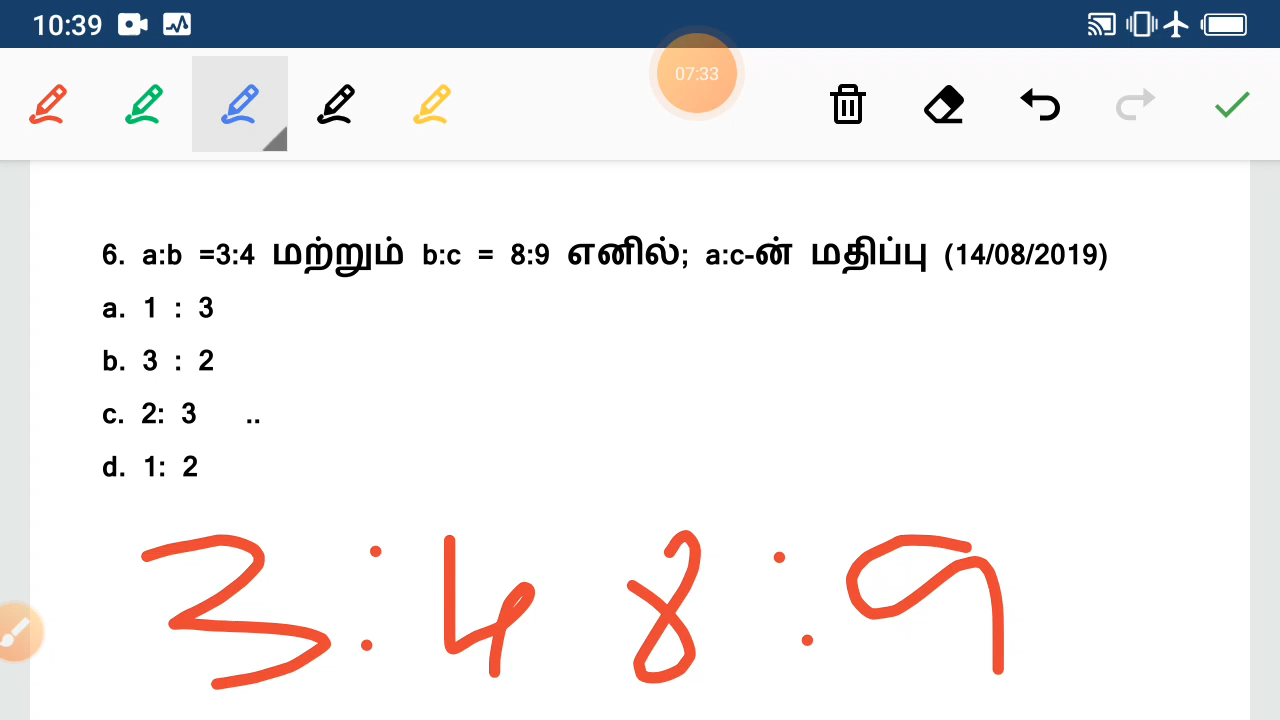 10:39
07:33
6. a:b =3:4 மற்றும் b:c = 8:9 எனில்; a:c-ன் மதிப்பு (14/08/2019)
a. 1 : 3
b. 3 : 2
c. 2: 3 ..
d. 1: 2
3:4 8:9